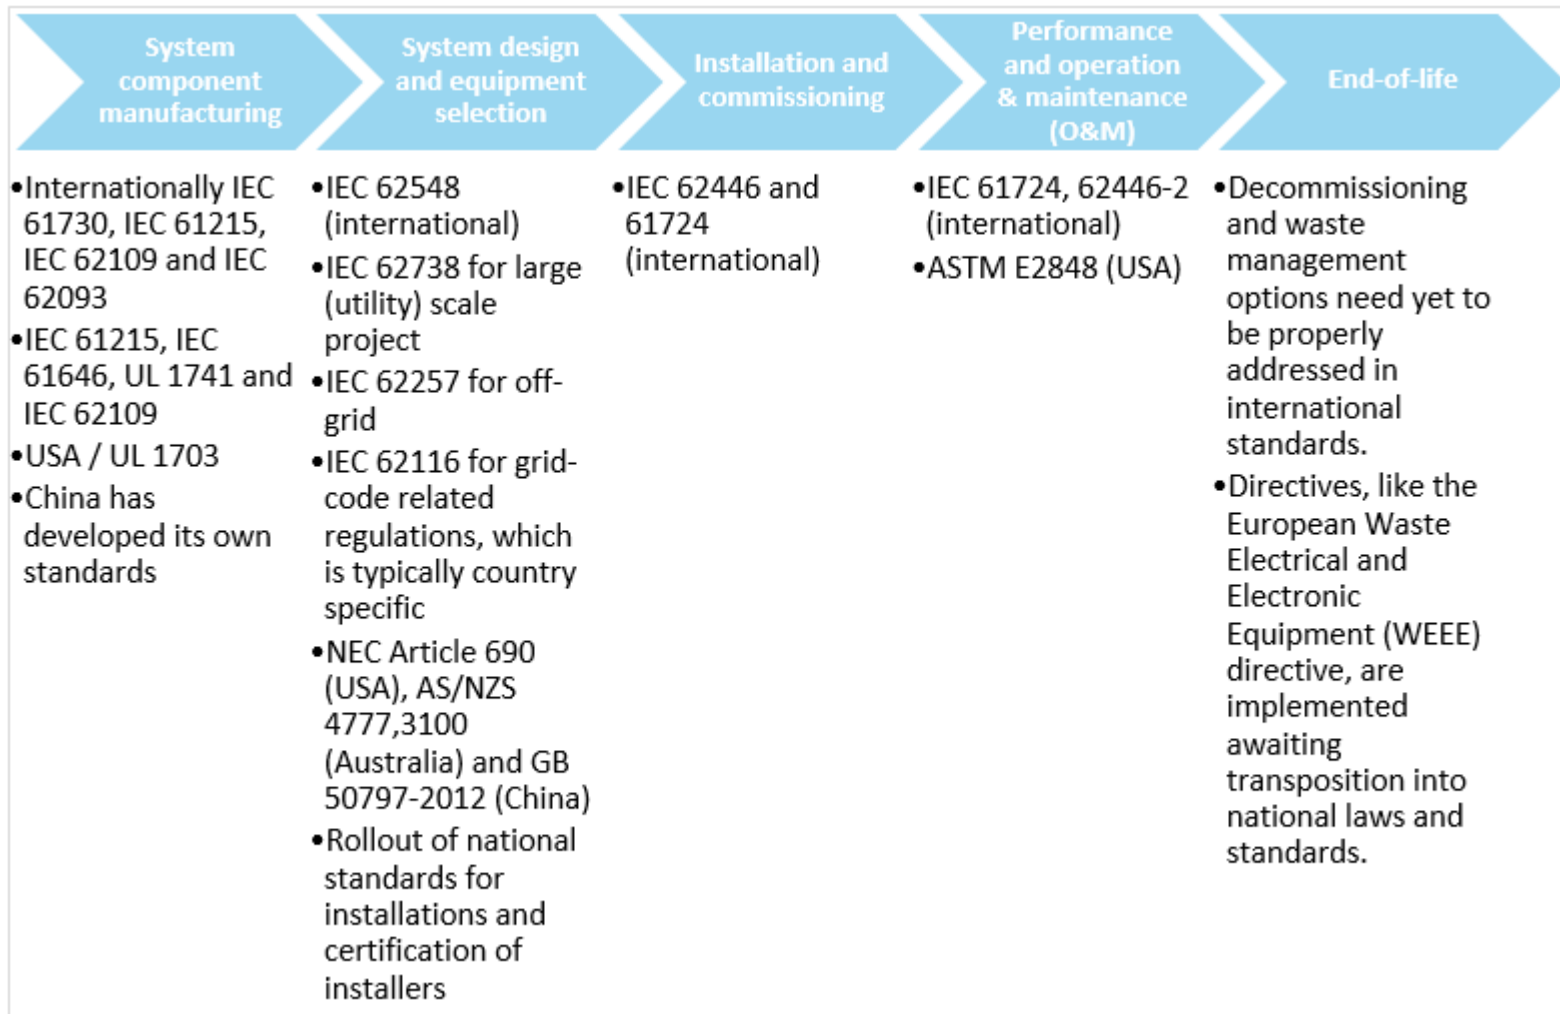 System
component
manufacturing
System design
and equipment
selection
Installation and
commissioning
Performance
and operation
& maintenance
(O&M)
End-of-life
•Internationally IEC
61730, IEC 61215,
IEC 62109 and IEC
62093
•IEC 61215, IEC
61646, UL 1741 and
IEC 62109
•USA / UL 1703
•China has
developed its own
standards
•IEC 62548
(international)
•IEC 62738 for large
(utility) scale
project
•IEC 62257 for off-
grid
•IEC 62116 for grid-
code related
regulations, which
is typically country
specific
•NEC Article 690
(USA), AS/NZS
4777,3100
(Australia) and GB
50797-2012 (China)
•Rollout of national
standards for
installations and
certification of
installers
•IEC 62446 and
61724
(international)
•IEC 61724, 62446-2
(international)
•ASTM E2848 (USA)
•Decommissioning
and waste
management
options need yet to
be properly
addressed in
international
standards.
•Directives, like the
European Waste
Electrical and
Electronic
Equipment (WEEE)
directive, are
implemented
awaiting
transposition into
national laws and
standards.